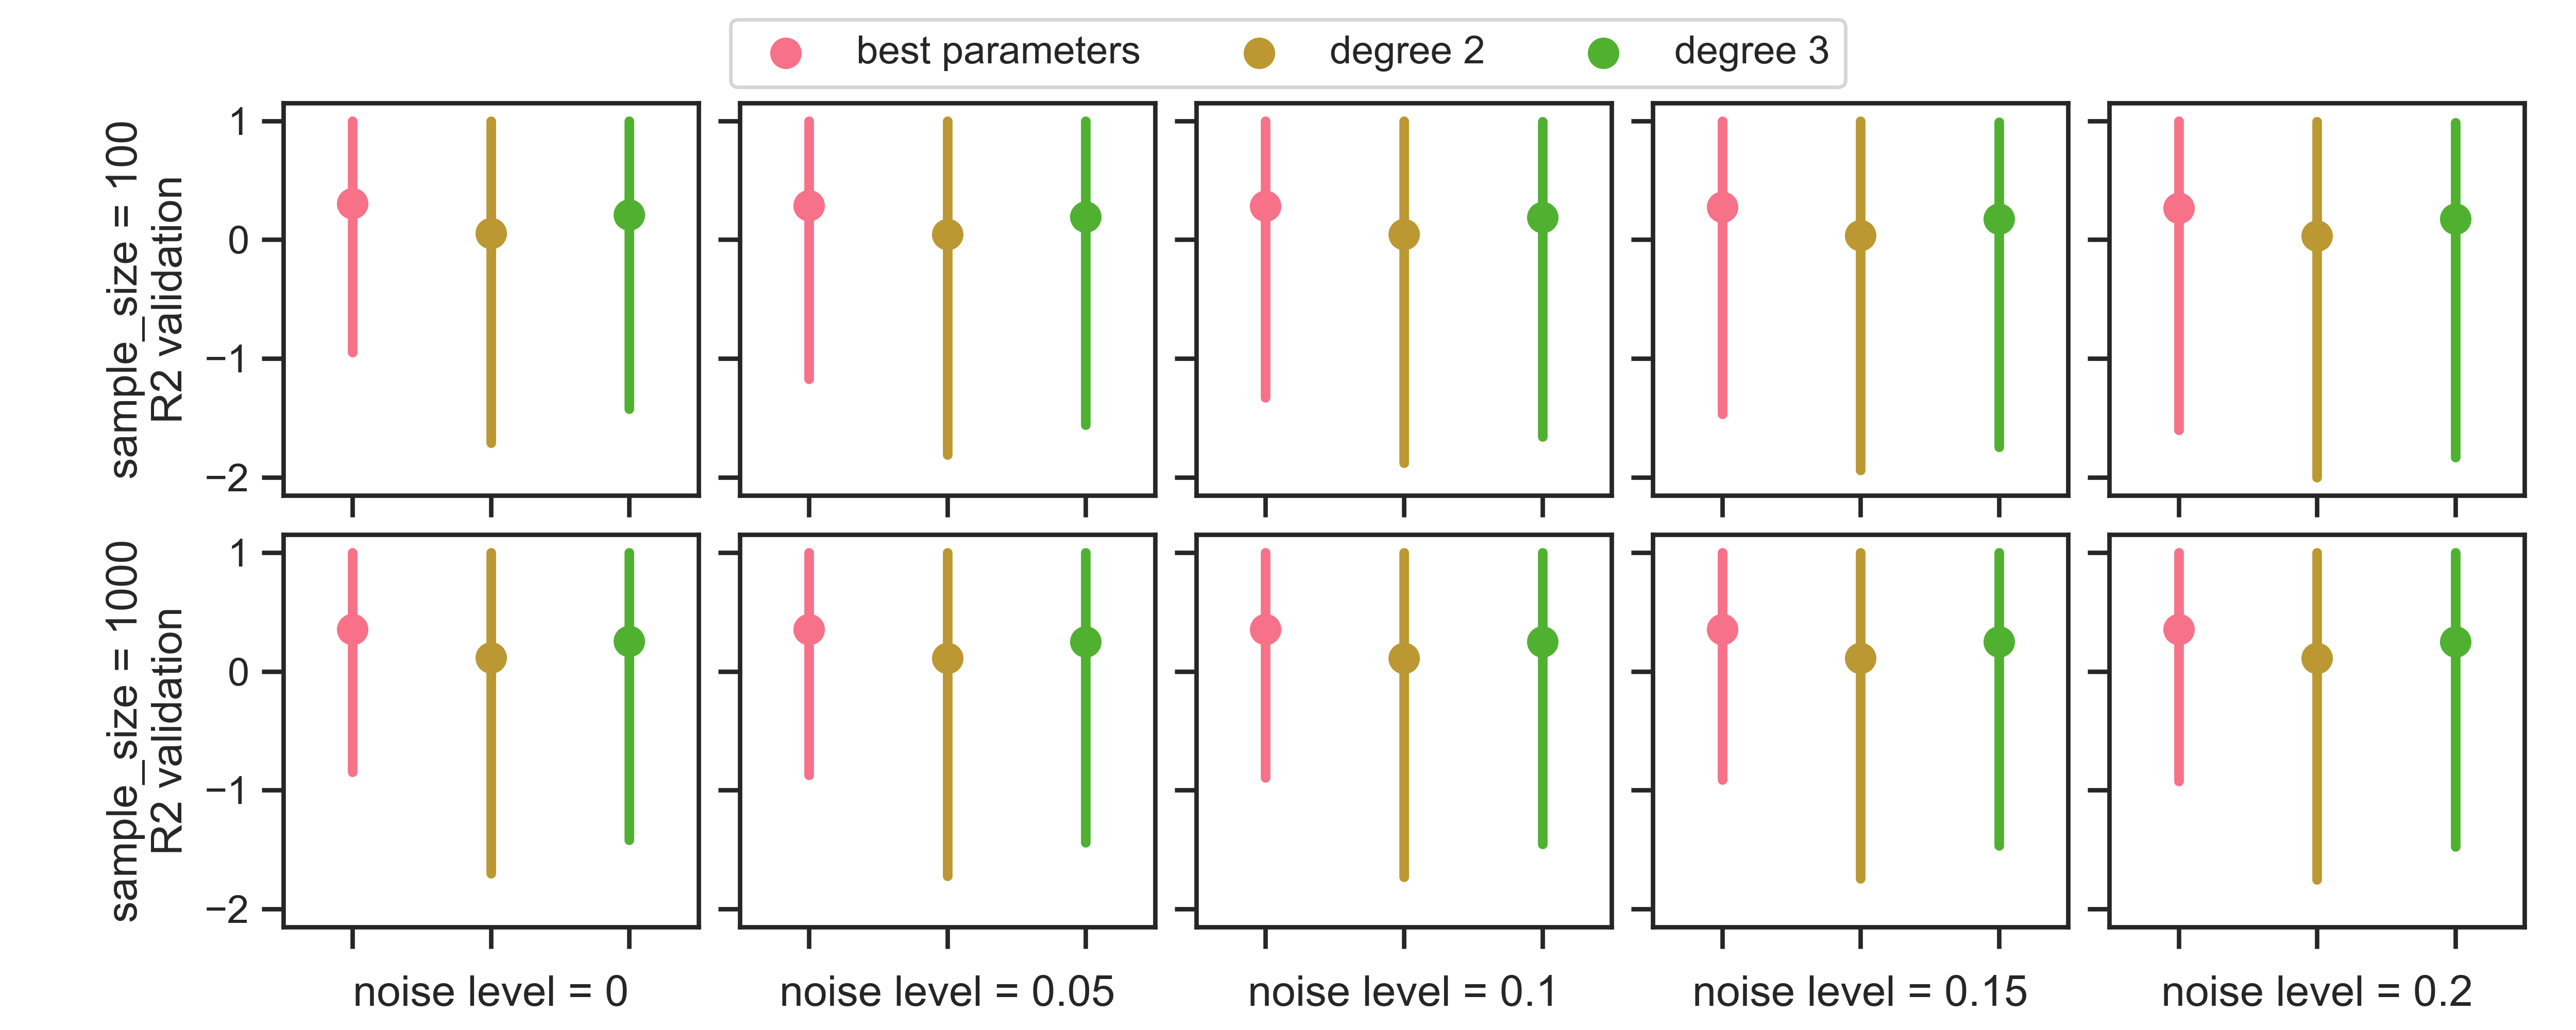 best parameters degree 2 degree 3
sample_size = 100
R2 validation
1
0
−1
−2
sample_size = 1000
R2 validation
1
0
−1
−2
noise level = 0 noise level = 0.05 noise level = 0.1 noise level = 0.15 noise level = 0.2